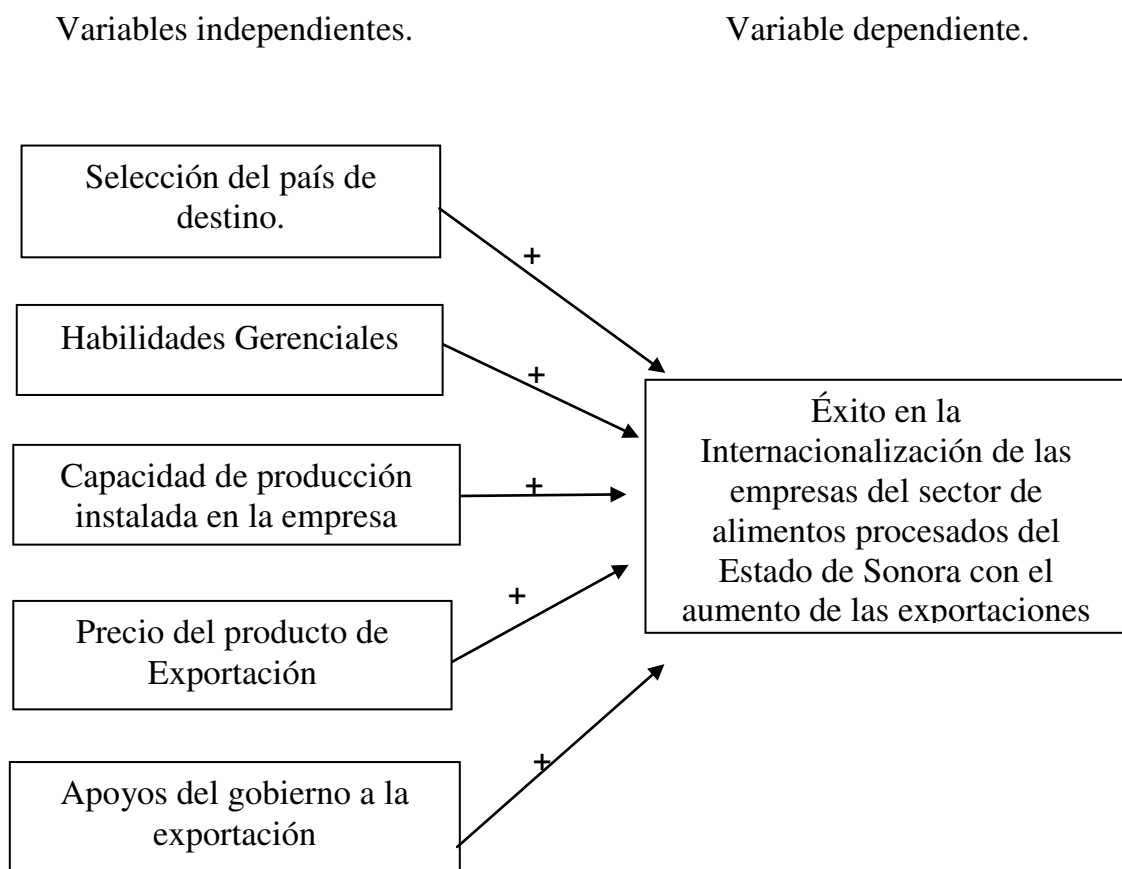 Variables independientes.
Variable dependiente.
Selección del país de
destino.
+
Habilidades Gerenciales
+
Capacidad de producción
instalada en la empresa
+
Precio del producto de
Exportación
+
Apoyos del gobierno a la
exportación
+
Éxito en la
Internacionalización de las
empresas del sector de
alimentos procesados del
Estado de Sonora con el
aumento de las exportaciones